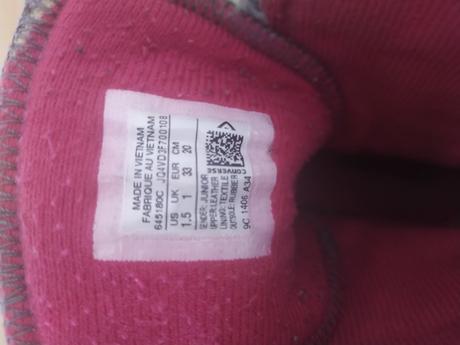 MADE IN VIETNAM
FABRIQUE AU VIETNAM
645180C JQ4VD3F700108
US UK EUR CM
1.5 1 33 20
GENDER: JUNIOR
UPPER: LEATHER
LINING: TEXTILE
OUTSOLE: RUBBER
9C 1406 A34
CONVERSE